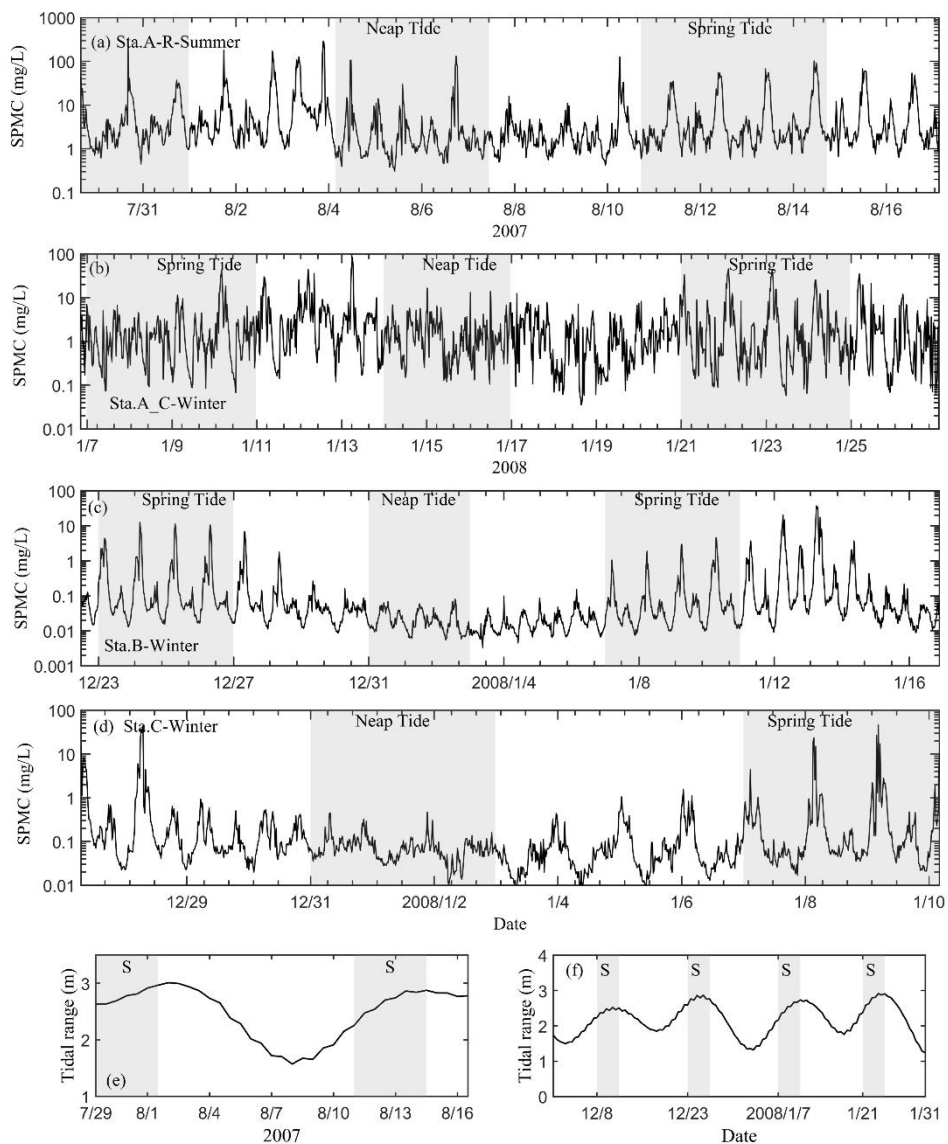 1000
(a) Sta.A-R-Summer
Neap Tide
Spring Tide
100
10
1
0.1
SPMC (mg/L)
7/31 8/2 8/4 8/6 8/8 8/10 8/12 8/14 8/16
2007
100
(b)
Spring Tide
Neap Tide
Spring Tide
10
1
0.1
0.01
SPMC (mg/L)
Sta.A_C-Winter
1/7 1/9 1/11 1/13 1/15 1/17 1/19 1/21 1/23 1/25
2008
100
(c)
Spring Tide
Neap Tide
Spring Tide
10
1
0.1
0.01
0.001
SPMC (mg/L)
Sta.B-Winter
12/23 12/27 12/31 2008/1/4 1/8 1/12 1/16
100
(d) Sta.C-Winter
Neap Tide
Spring Tide
10
1
0.1
0.01
SPMC (mg/L)
12/29 12/31 2008/1/2 1/4 1/6 1/8 1/10
Date
S S
3
2
1
Tidal range (m)
(e)
7/29 8/1 8/4 8/7 8/10 8/13 8/16
2007
4
(f) S S S S
3
2
1
0
Tidal range (m)
12/8 12/23 2008/1/7 1/21 1/31
Date